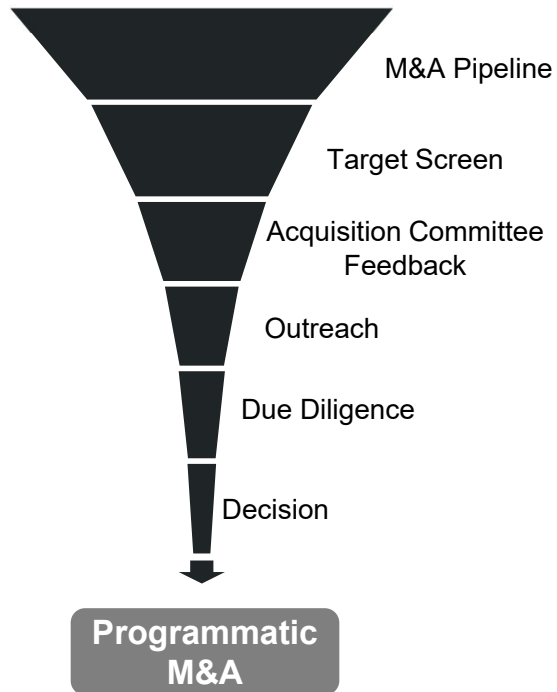 M&A Pipeline
Target Screen
Acquisition Committee
Feedback
Outreach
Due Diligence
Decision
Programmatic
M&A